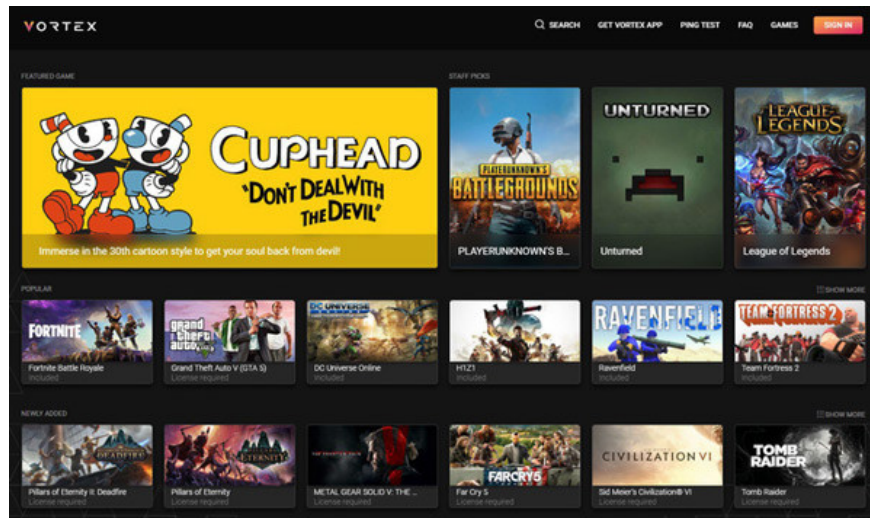 VORTEX
SEARCH GET VORTEX APP PING TEST FAQ GAMES SIGN IN
FEATURED GAME
STAFF PICKS
CUPHEAD
"DON'T DEAL WITH
THE DEVIL"
Immerse in the 30th cartoon style to get your soul back from devil!
PLAYERUNKNOWN'S
BATTLEGROUNDS
PLAYERUNKNOWN'S B...
UNTURNED
Unturned
LEAGUE OF
LEGENDS
League of Legends
POPULAR
SHOW MORE
FORTNITE
Fortnite Battle Royale
Included
grand
theft
auto
Grand Theft Auto V (GTA 5)
License required
DC UNIVERSE
ONLINE
DC Universe Online
Included
H1Z1
Included
RAVENFIELD
Ravenfield
Included
TEAM FORTRESS 2
Team Fortress 2
Included
NEWLY ADDED
SHOW MORE
DEADFIRE
Pillars of Eternity II: Deadfire
License required
ETERNITY
Pillars of Eternity
License required
THE PHANTOM PAIN
METAL GEAR SOLID V: THE ...
License required
FARCRY5
Far Cry 5
License required
CIVILIZATION VI
Sid Meier's Civilization® VI
License required
TOMB
RAIDER
Tomb Raider
License required